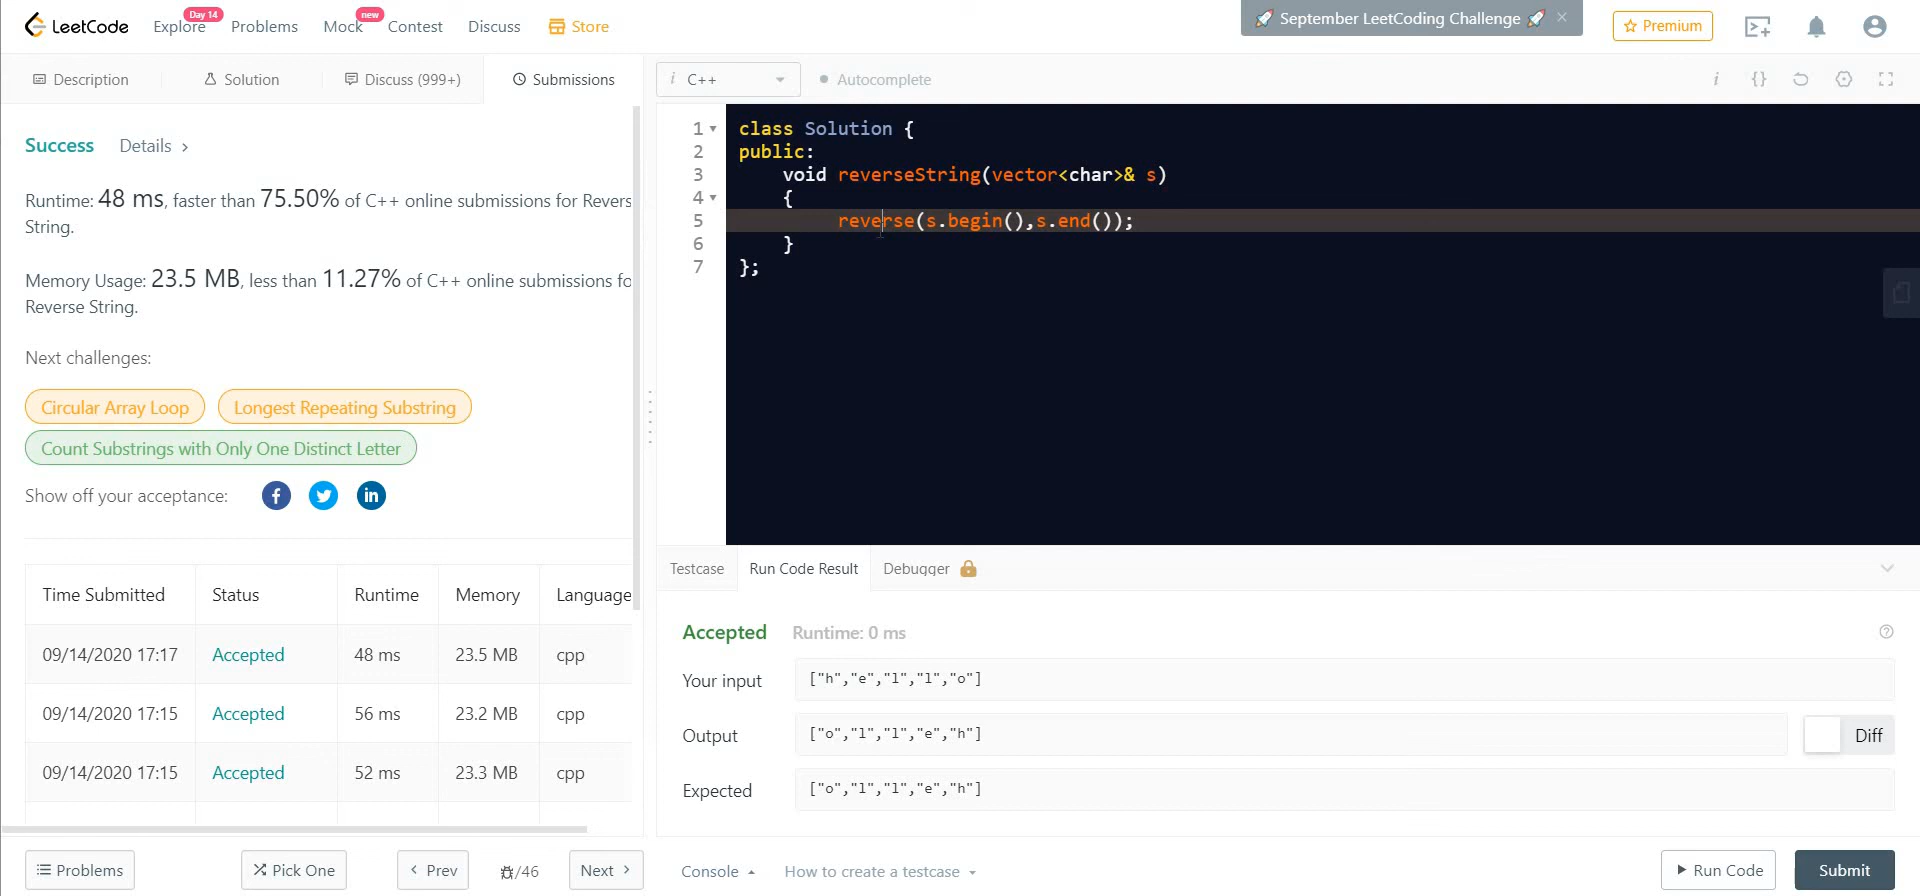 LeetCode
Explore
Day 14
Problems
Mock
new
Contest
Discuss
Store
🚀 September LeetCoding Challenge 🚀 ×
Premium
Description
Solution
Discuss (999+)
Submissions
i C++
Autocomplete
i {}
Success Details >
Runtime: 48 ms, faster than 75.50% of C++ online submissions for Revers
String.
Memory Usage: 23.5 MB, less than 11.27% of C++ online submissions fo
Reverse String.
Next challenges:
Circular Array Loop
Longest Repeating Substring
Count Substrings with Only One Distinct Letter
Show off your acceptance:
Time Submitted Status Runtime Memory Language
09/14/2020 17:17 Accepted 48 ms 23.5 MB cpp
09/14/2020 17:15 Accepted 56 ms 23.2 MB cpp
09/14/2020 17:15 Accepted 52 ms 23.3 MB cpp
1 class Solution {
2 public:
3 void reverseString(vector<char>& s)
4 {
5 reverse(s.begin(),s.end());
6 }
7 };
Testcase
Run Code Result
Debugger
Accepted Runtime: 0 ms
Your input ["h","e","l","l","o"]
Output ["o","l","l","e","h"]
Diff
Expected ["o","l","l","e","h"]
Problems
Pick One
< Prev
/46
Next >
Console
How to create a testcase
Run Code
Submit